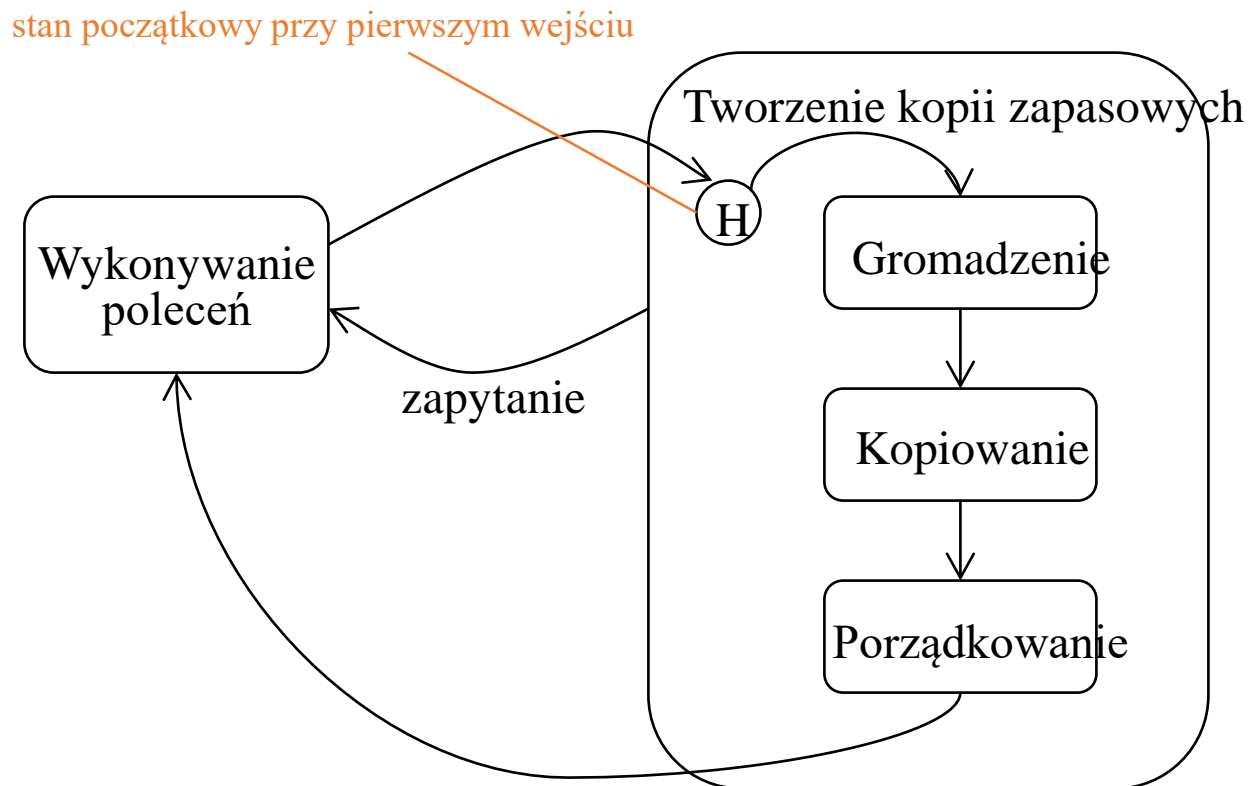 stan początkowy przy pierwszym wejściu
Tworzenie kopii zapasowych
H
Wykonywanie
poleceń
Gromadzenie
zapytanie
Kopiowanie
Porządkowanie